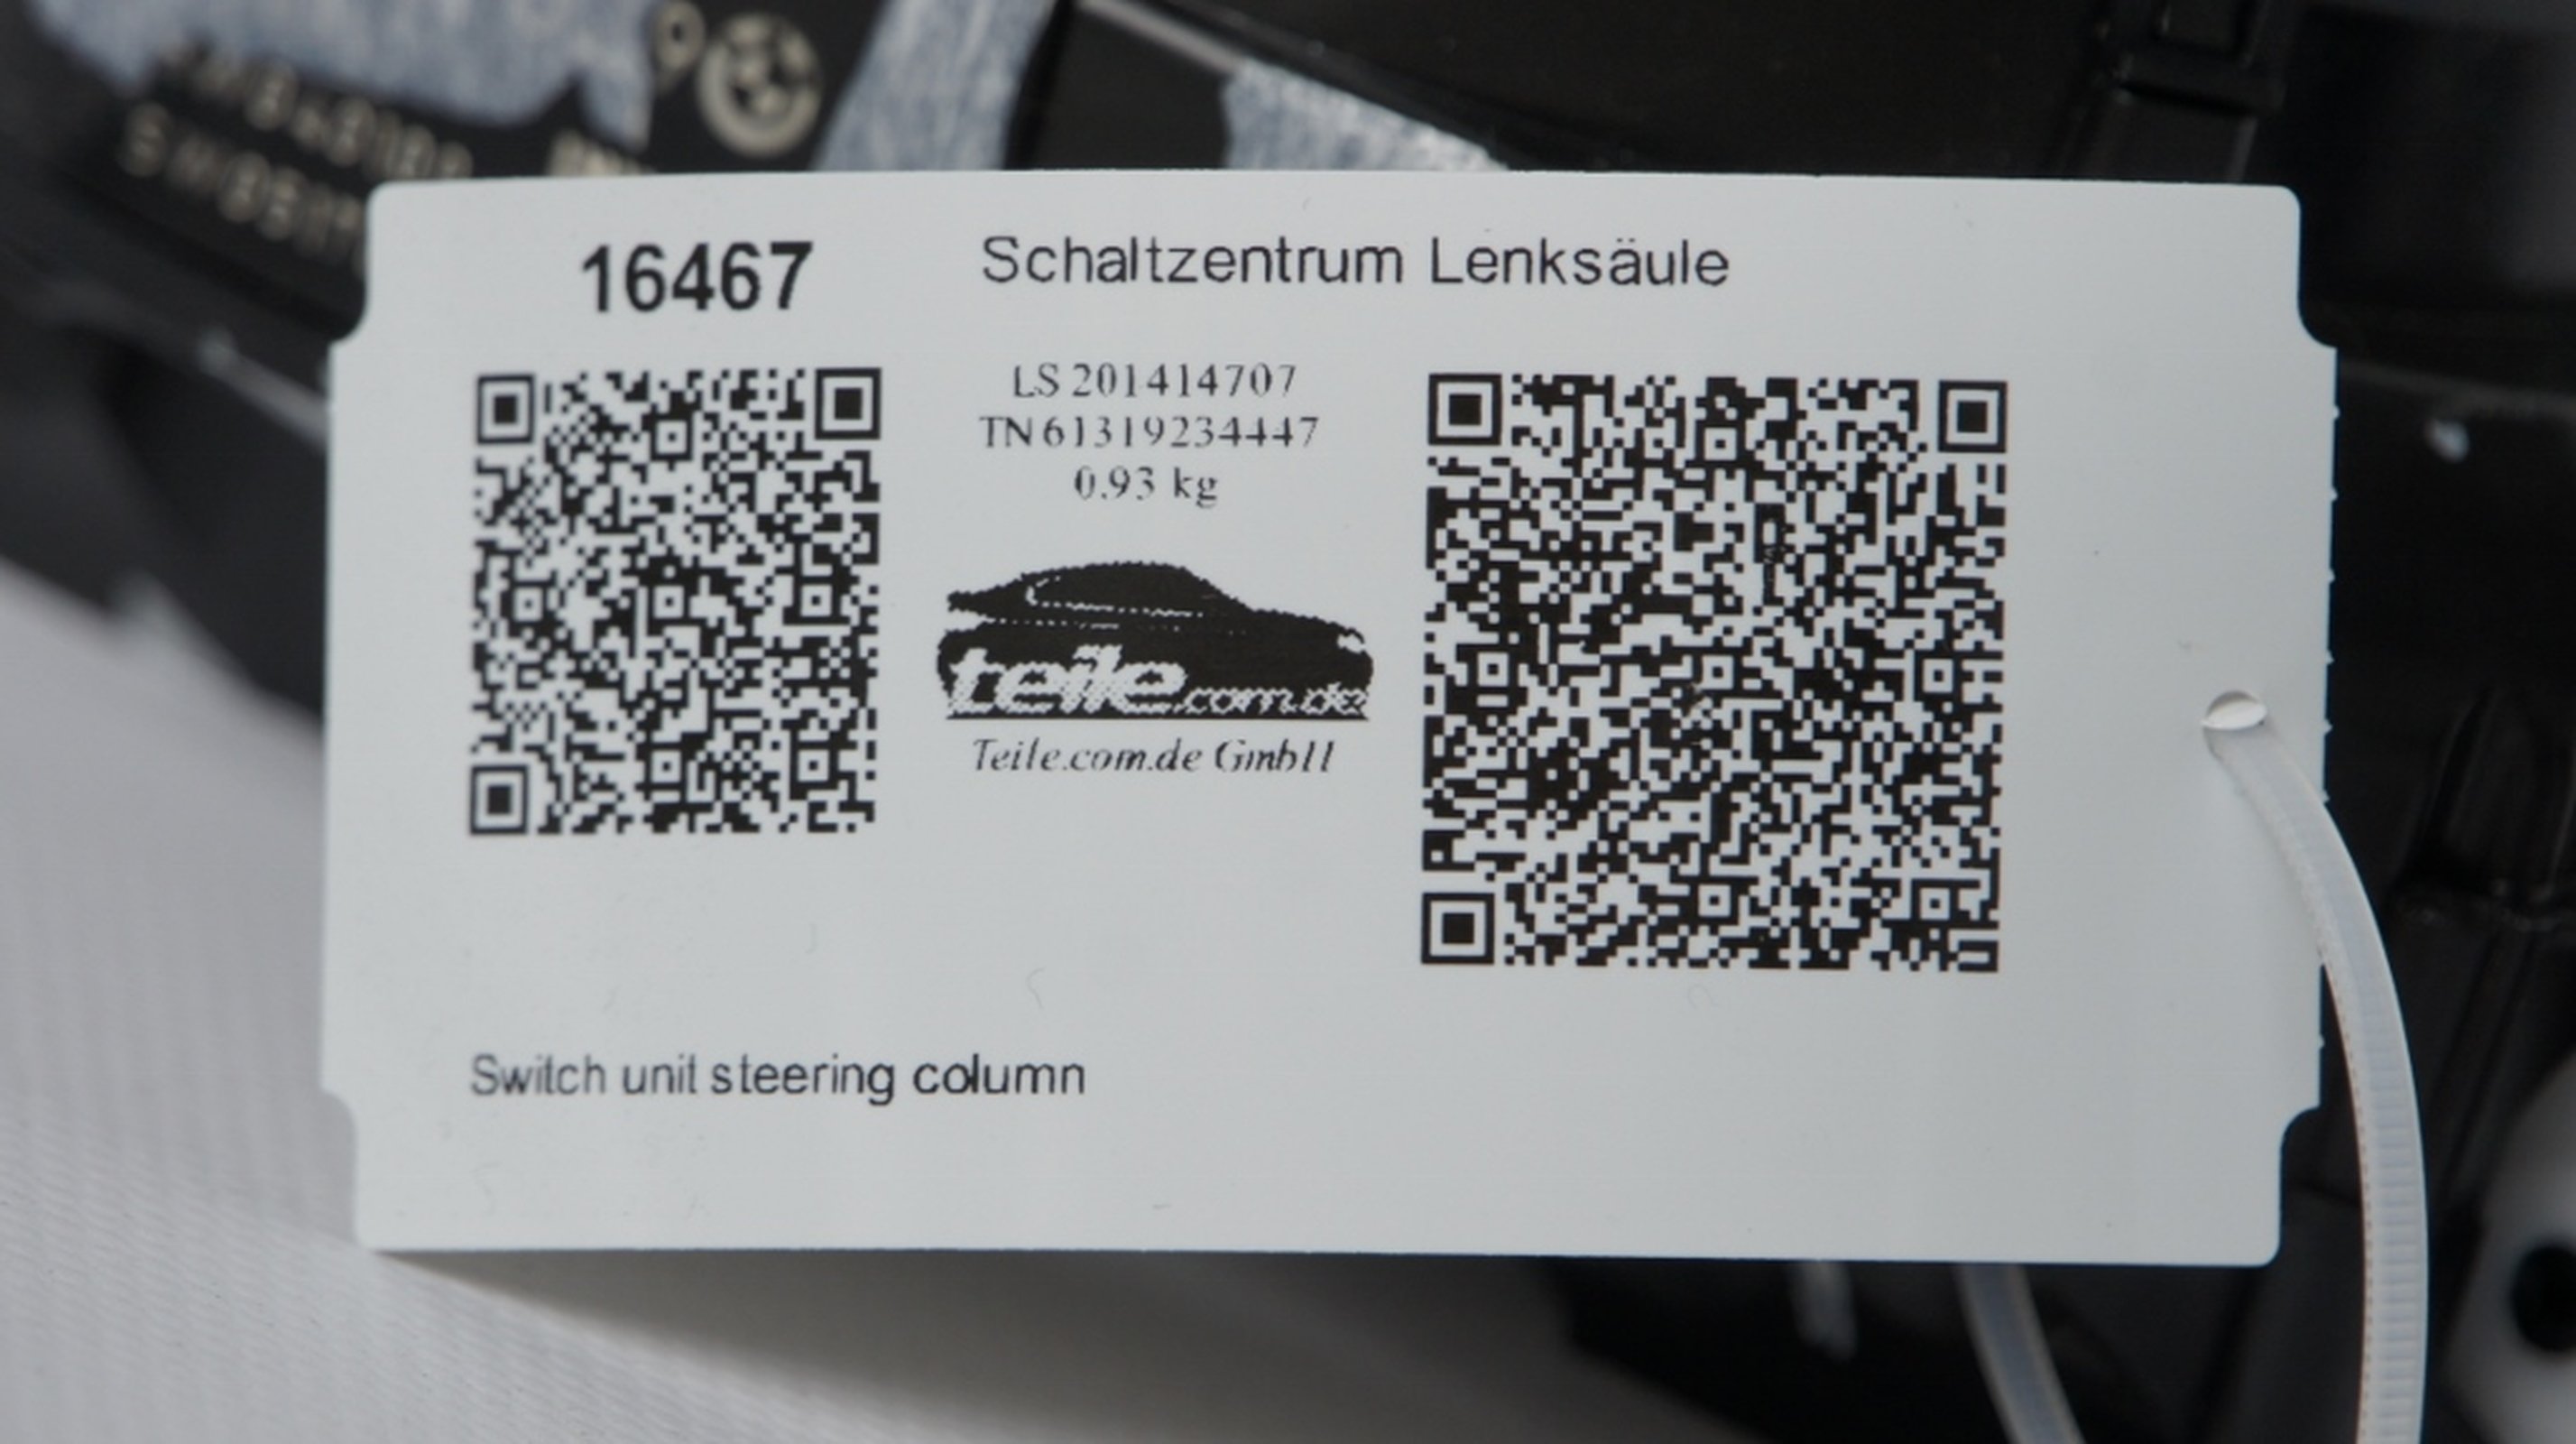 16467
Schaltzentrum Lenksäule
LS 201414707
TN 61319234447
0.93 kg
teile.com.de
Teile.com.de GmbH
Switch unit steering column